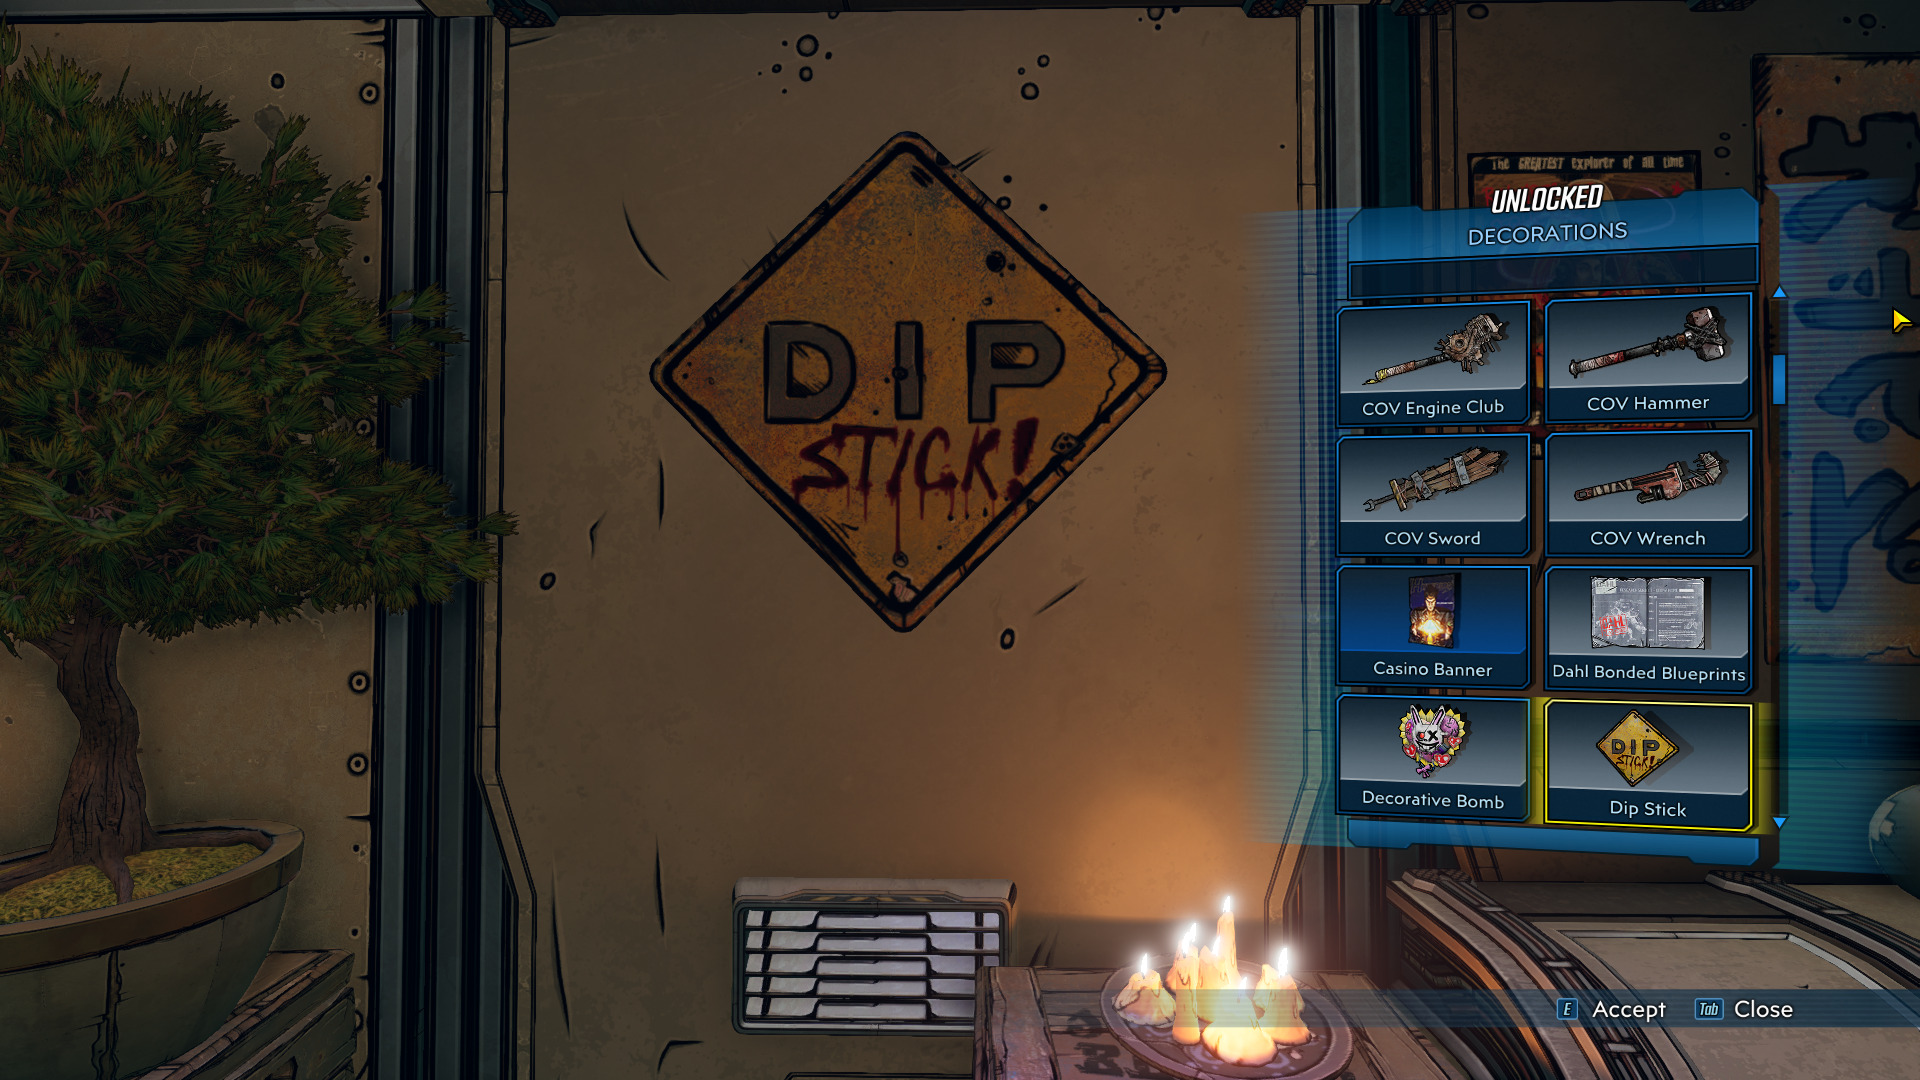 The GREATEST explorer of all time
DIP
STICK!
UNLOCKED
DECORATIONS
COV Engine Club
COV Hammer
COV Sword
COV Wrench
Casino Banner
Dahl Bonded Blueprints
Decorative Bomb
DIP
STICK!
Dip Stick
E Accept
Tab Close